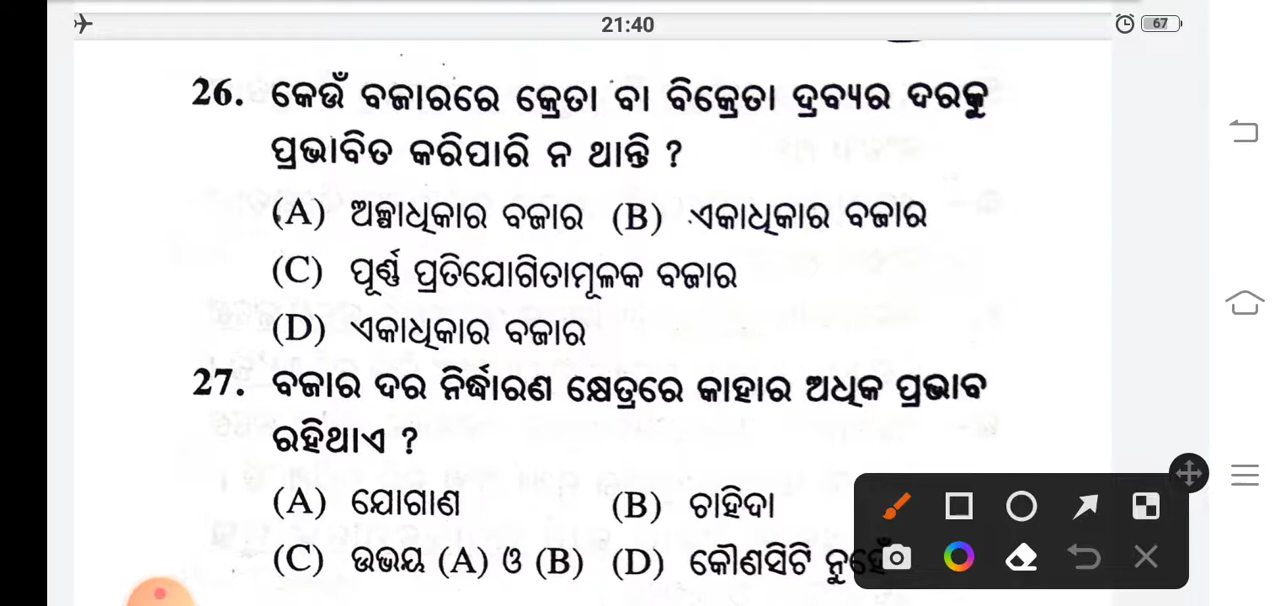 21:40
67
26. କେଉଁ ବଜାରରେ କ୍ରେତା ବା ବିକ୍ରେତା ଦ୍ରବ୍ୟର ଦରକୁ
ପ୍ରଭାବିତ କରିପାରି ନ ଥାନ୍ତି ?
(A) ଅଳ୍ପାଧିକାର ବଜାର (B) ଏକାଧିକାର ବଜାର
(C) ପୂର୍ଣ୍ଣ ପ୍ରତିଯୋଗିତାମୂଳକ ବଜାର
(D) ଏକାଧିକାର ବଜାର
27. ବଜାର ଦର ନିର୍ଦ୍ଧାରଣ କ୍ଷେତ୍ରରେ କାହାର ଅଧିକ ପ୍ରଭାବ
ରହିଥାଏ ?
(A) ଯୋଗାଣ (B) ଚାହିଦା
(C) ଉଭୟ (A) ଓ (B) (D) କୌଣସିଟି ନୁହେଁ